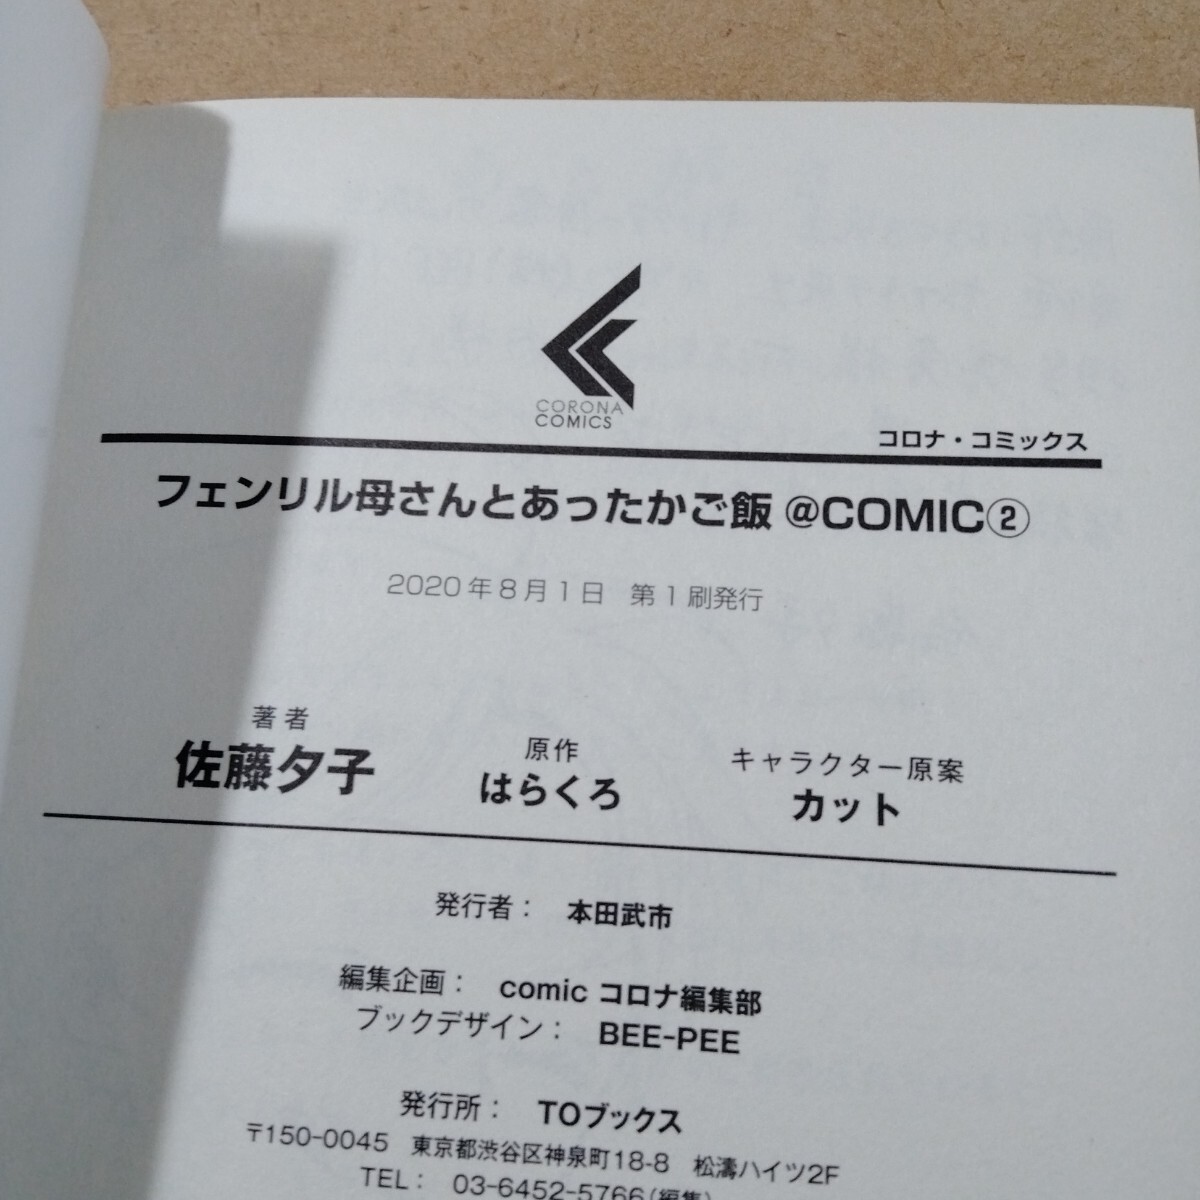 CORONA
COMICS
コロナ・コミックス
フェンリル母さんとあったかご飯 @COMIC②
2020年8月1日 第1刷発行
著者
佐藤夕子
原作
はらくろ
キャラクター原案
カット
発行者： 本田武市
編集企画： comic コロナ編集部
ブックデザイン： BEE-PEE
発行所： TOブックス
〒150-0045 東京都渋谷区神泉町18-8 松濤ハイツ2F
TEL： 03-6452-5766(編集)